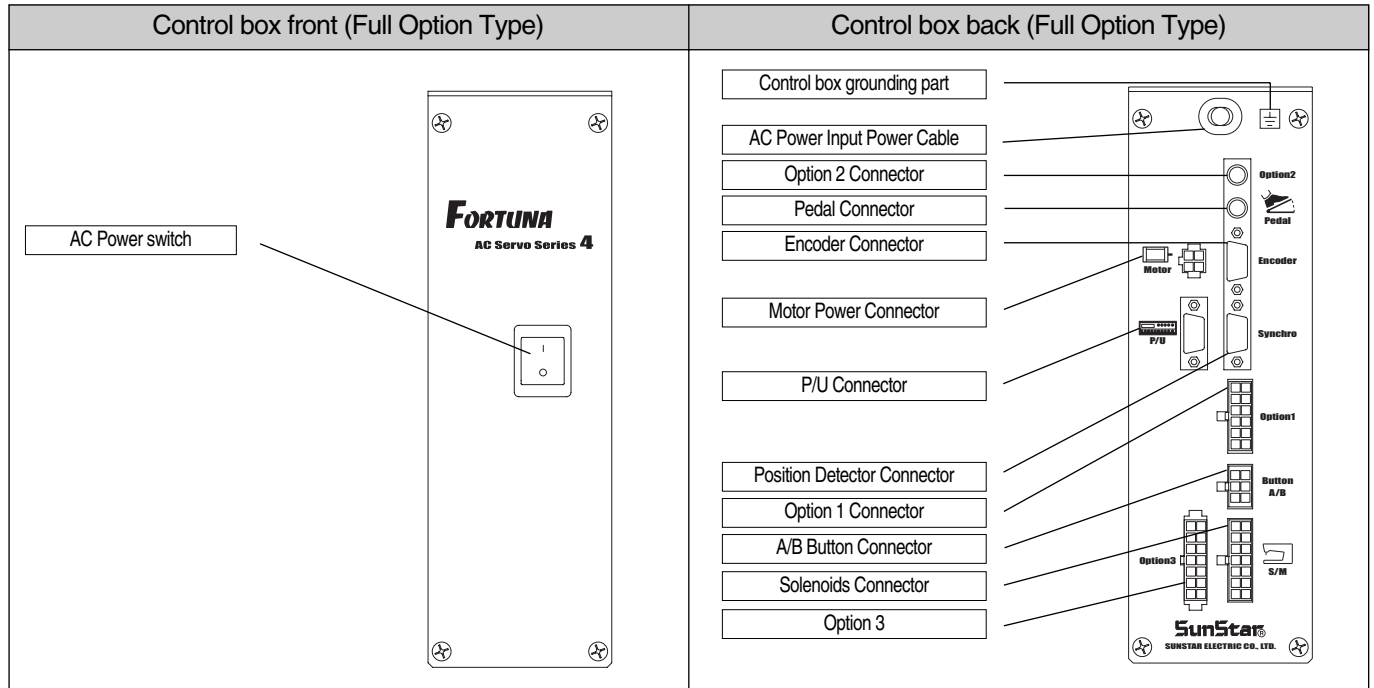 Control box front (Full Option Type)
Control box back (Full Option Type)
AC Power switch
FORTUNA
AC Servo Series 4
I
O
Control box grounding part
AC Power Input Power Cable
Option 2 Connector
Pedal Connector
Encoder Connector
Motor Power Connector
P/U Connector
Position Detector Connector
Option 1 Connector
A/B Button Connector
Solenoids Connector
Option 3
Option2
Pedal
Encoder
Motor
Synchro
P/U
Option1
Button
A/B
Option3
S/M
SunStar®
SUNSTAR ELECTRIC CO., LTD.